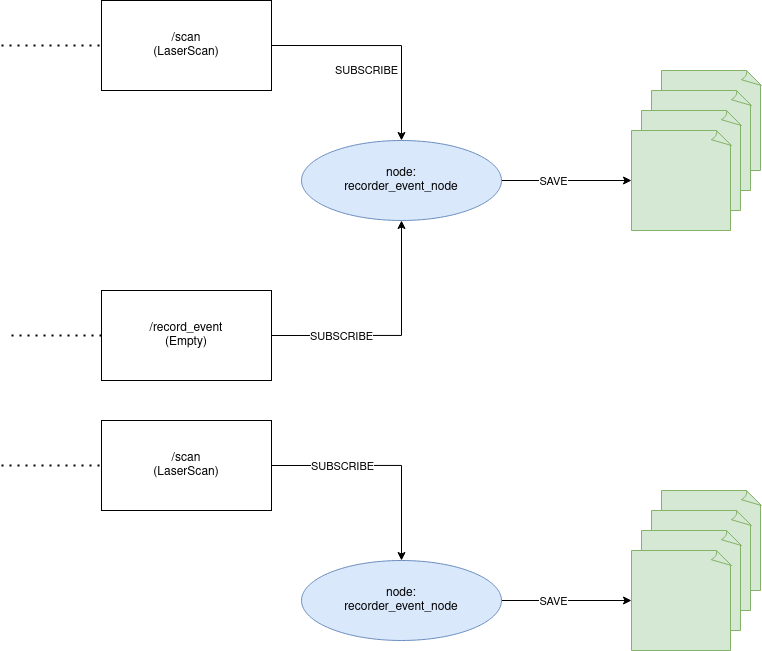 /scan
(LaserScan)
SUBSCRIBE
node:
recorder_event_node
SAVE
/record_event
(Empty)
SUBSCRIBE
/scan
(LaserScan)
SUBSCRIBE
node:
recorder_event_node
SAVE